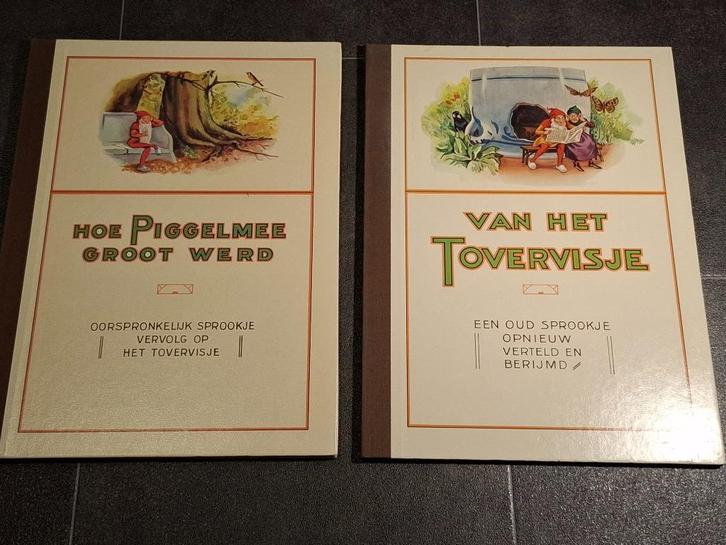 HOE PIGGELMEE
GROOT WERD
OORSPRONKELIJK SPROOKJE
VERVOLG OP
HET TOVERVISJE
VAN HET
TOVERVISJE
EEN OUD SPROOKJE
OPNIEUW
VERTELD EN
BERIJMD